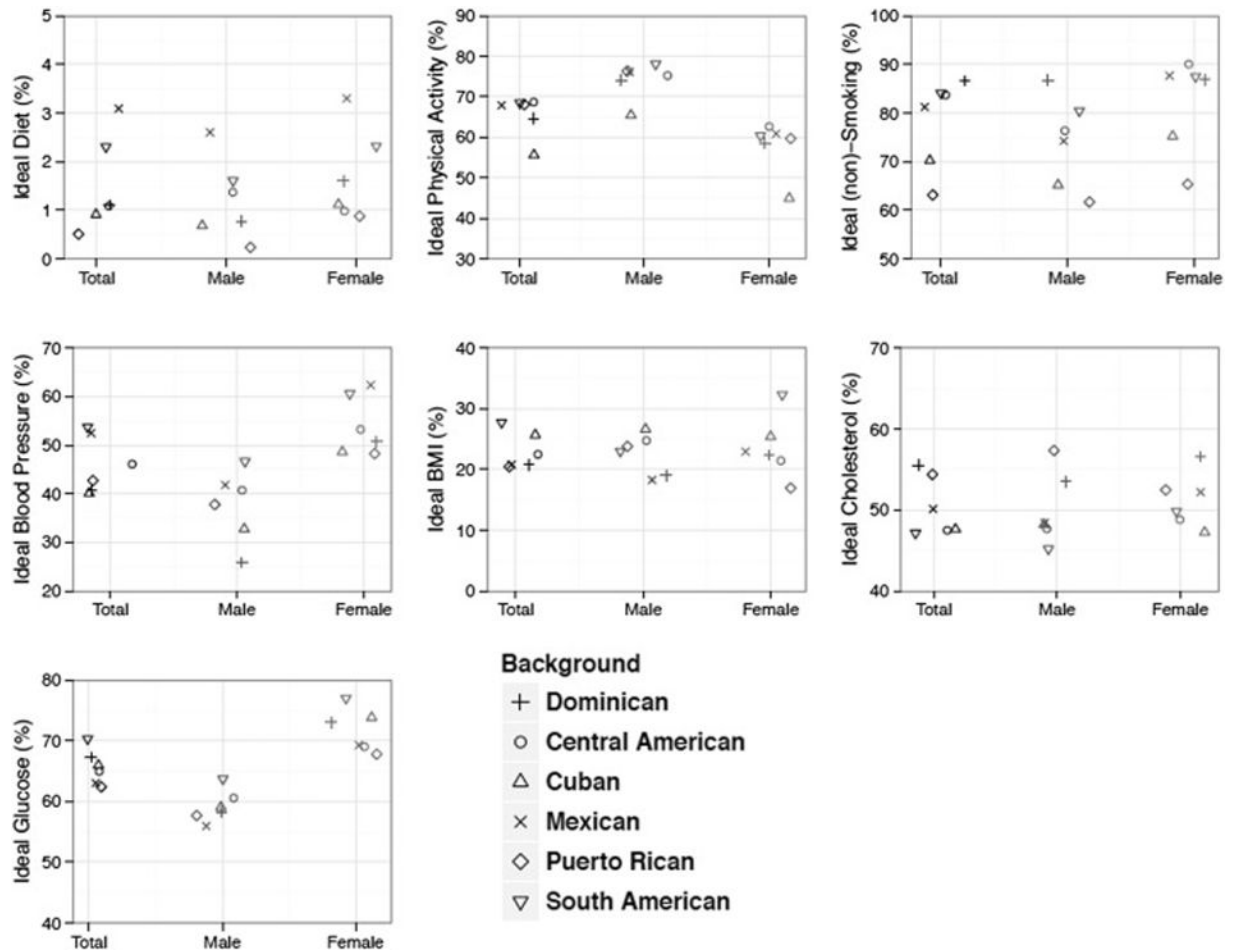 Ideal Diet (%)
5
4
3
2
1
0
Total Male Female
Ideal Physical Activity (%)
90
80
70
60
50
40
30
Total Male Female
Ideal (non)-Smoking (%)
100
90
80
70
60
50
Total Male Female
Ideal Blood Pressure (%)
70
60
50
40
30
20
Total Male Female
Ideal BMI (%)
40
30
20
10
0
Total Male Female
Ideal Cholesterol (%)
70
60
50
40
Total Male Female
Ideal Glucose (%)
80
70
60
50
40
Total Male Female
Background
Dominican
Central American
Cuban
Mexican
Puerto Rican
South American